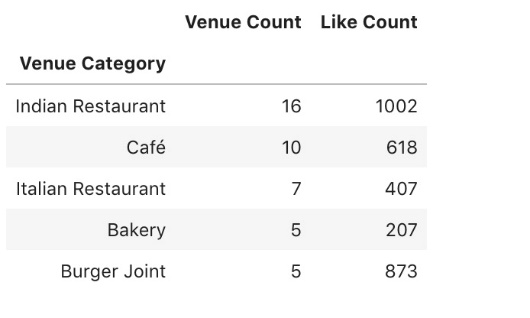 Venue Count Like Count
Venue Category
Indian Restaurant 16 1002
Café 10 618
Italian Restaurant 7 407
Bakery 5 207
Burger Joint 5 873